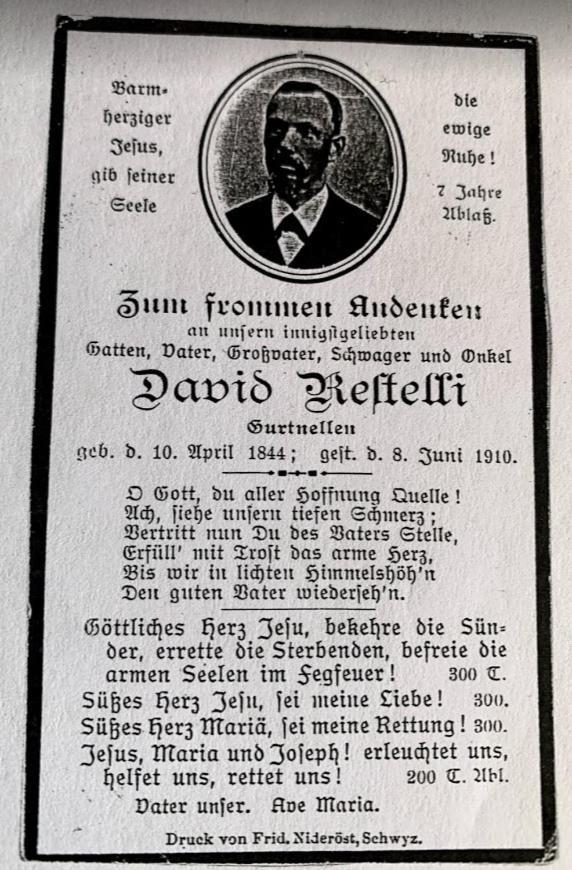 Barm=
herziger
Jesus,
gib seiner
Seele
die
ewige
Ruhe!
7 Jahre
Ablaß.
Zum frommen Andenken
an unsern innigstgeliebten
Gatten, Vater, Großvater, Schwager und Onkel
David Restelli
Gurtnellen
geb. d. 10. April 1844; gest. d. 8. Juni 1910.
O Gott, du aller Hoffnung Quelle!
Ach, siehe unsern tiefen Schmerz;
Vertritt nun Du des Vaters Stelle,
Erfüll' mit Trost das arme Herz,
Bis wir in lichten Himmelshöh'n
Den guten Vater wiederseh'n.
Göttliches Herz Jesu, bekehre die Sün=
der, errette die Sterbenden, befreie die
armen Seelen im Fegfeuer! 300 T.
Süßes Herz Jesu, sei meine Liebe! 300.
Süßes Herz Mariä, sei meine Rettung! 300.
Jesus, Maria und Joseph! erleuchtet uns,
helfet uns, rettet uns! 200 T. Abl.
Vater unser. Ave Maria.
Druck von Frid. Nideröst, Schwyz.